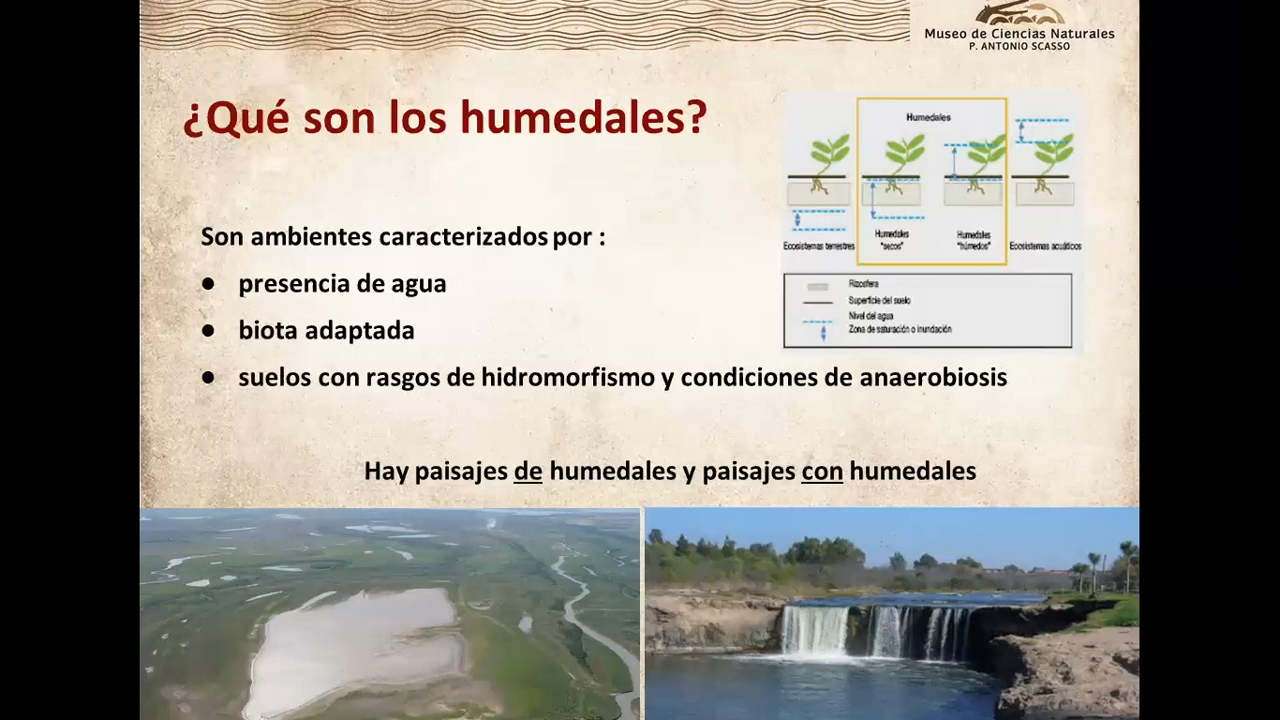 Museo de Ciencias Naturales
P. ANTONIO SCASSO
¿Qué son los humedales?
Humedales
Ecosistemas terrestres
Humedales "secos"
Humedales "húmedos"
Ecosistemas acuáticos
Rizosfera
Superficie del suelo
Nivel del agua
Zona de saturación o inundación
Son ambientes caracterizados por :
● presencia de agua
● biota adaptada
● suelos con rasgos de hidromorfismo y condiciones de anaerobiosis
Hay paisajes de humedales y paisajes con humedales